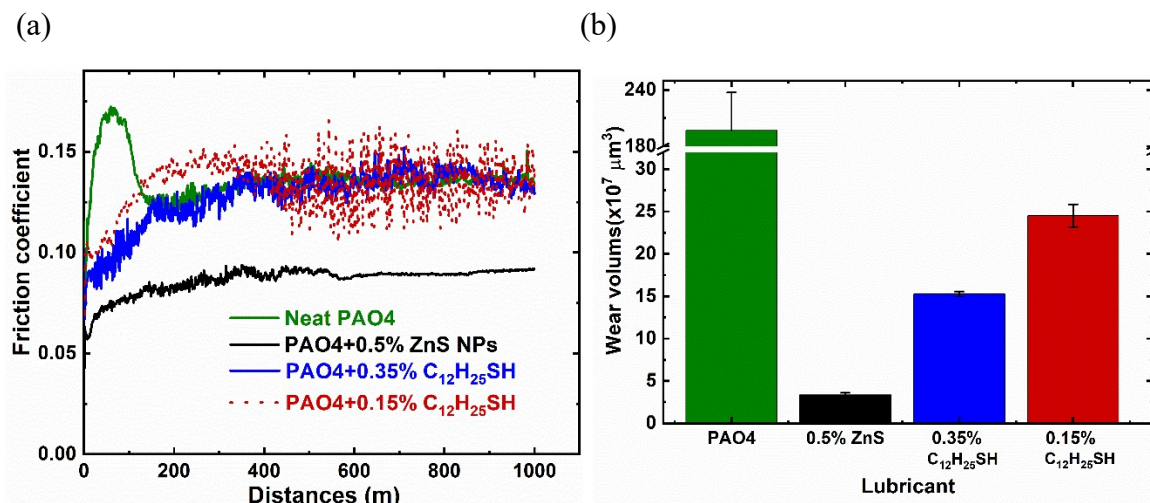 (a)
(b)
Friction coefficient
0.15
0.10
0.05
0.00
Neat PAO4
PAO4+0.5% ZnS NPs
PAO4+0.35% C₁₂H₂₅SH
PAO4+0.15% C₁₂H₂₅SH
0 200 400 600 800 1000
Distances (m)
Wear volums(x10⁷ μm³)
240
180
30
25
20
15
10
5
0
PAO4 0.5% ZnS 0.35% 0.15%
C₁₂H₂₅SH C₁₂H₂₅SH
Lubricant